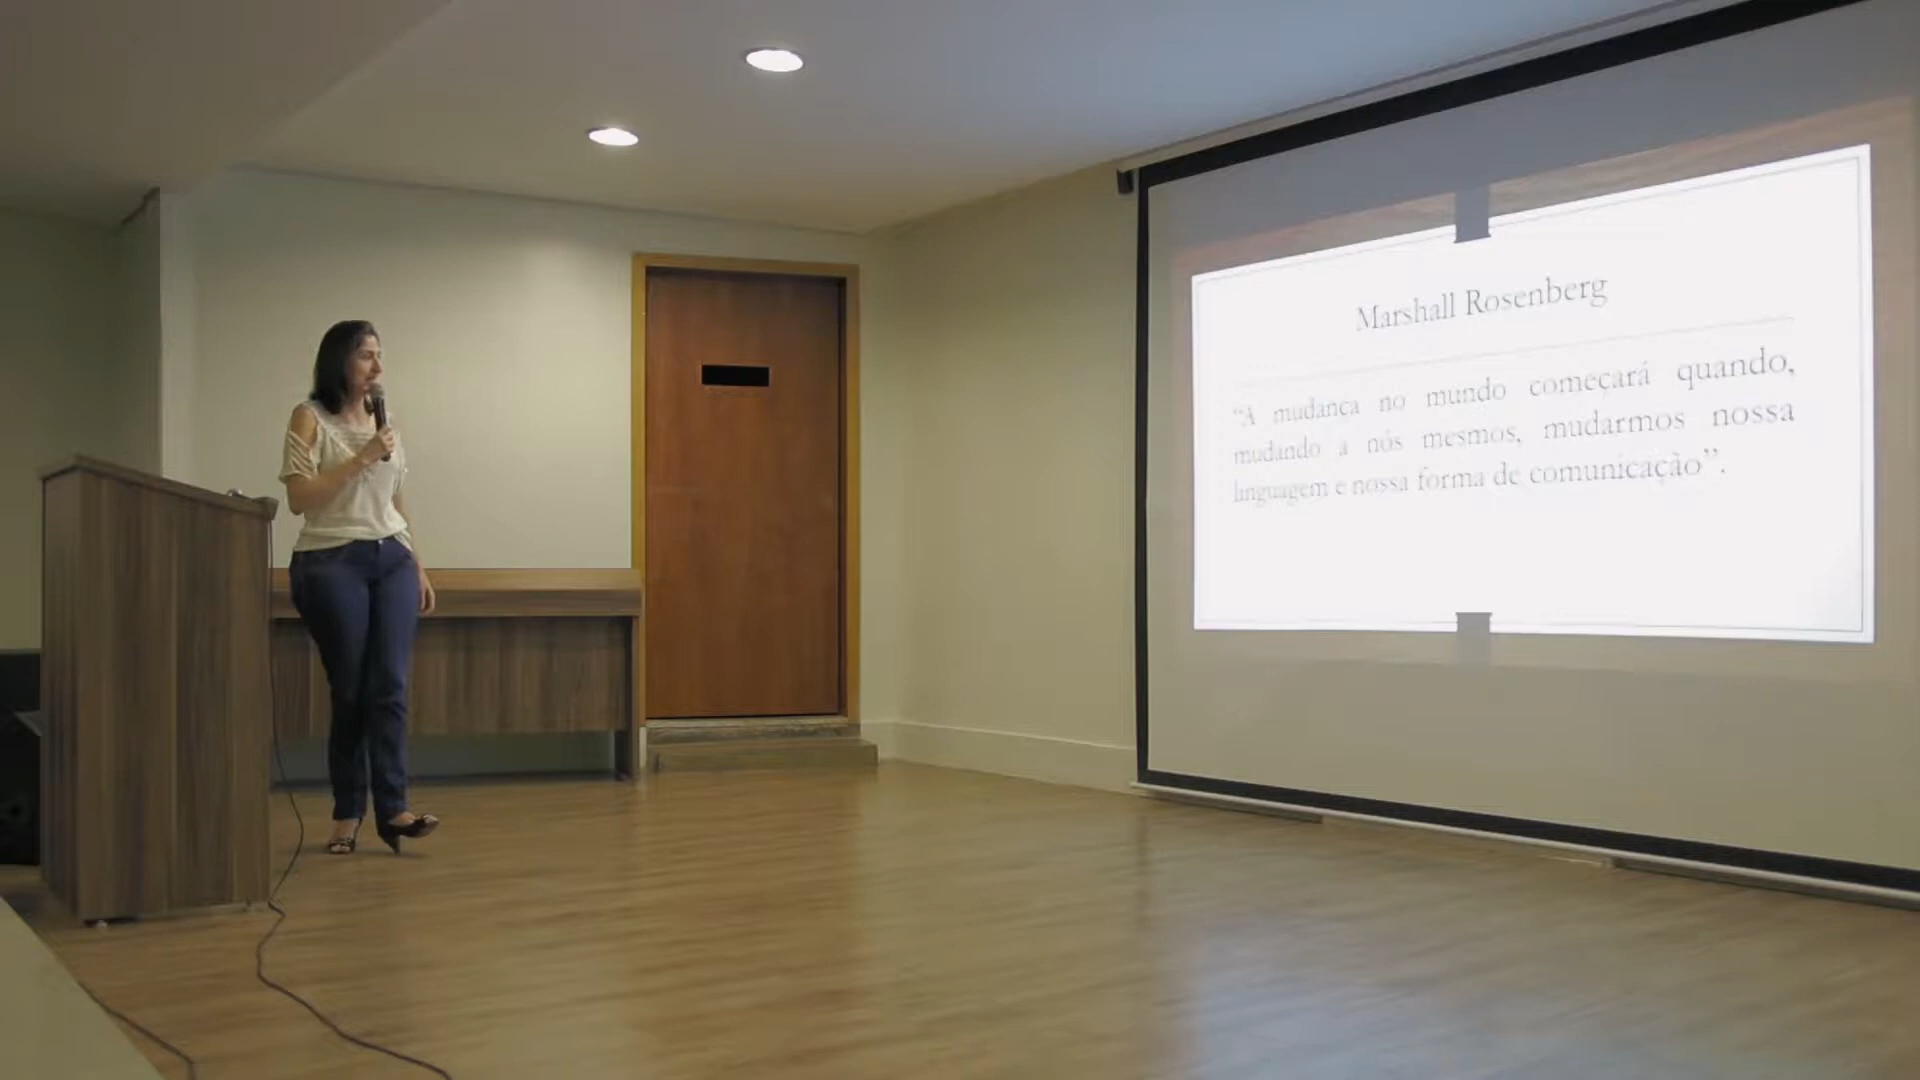 Marshall Rosenberg
“A mudança no mundo começará quando,
mudando a nós mesmos, mudarmos nossa
linguagem e nossa forma de comunicação”.